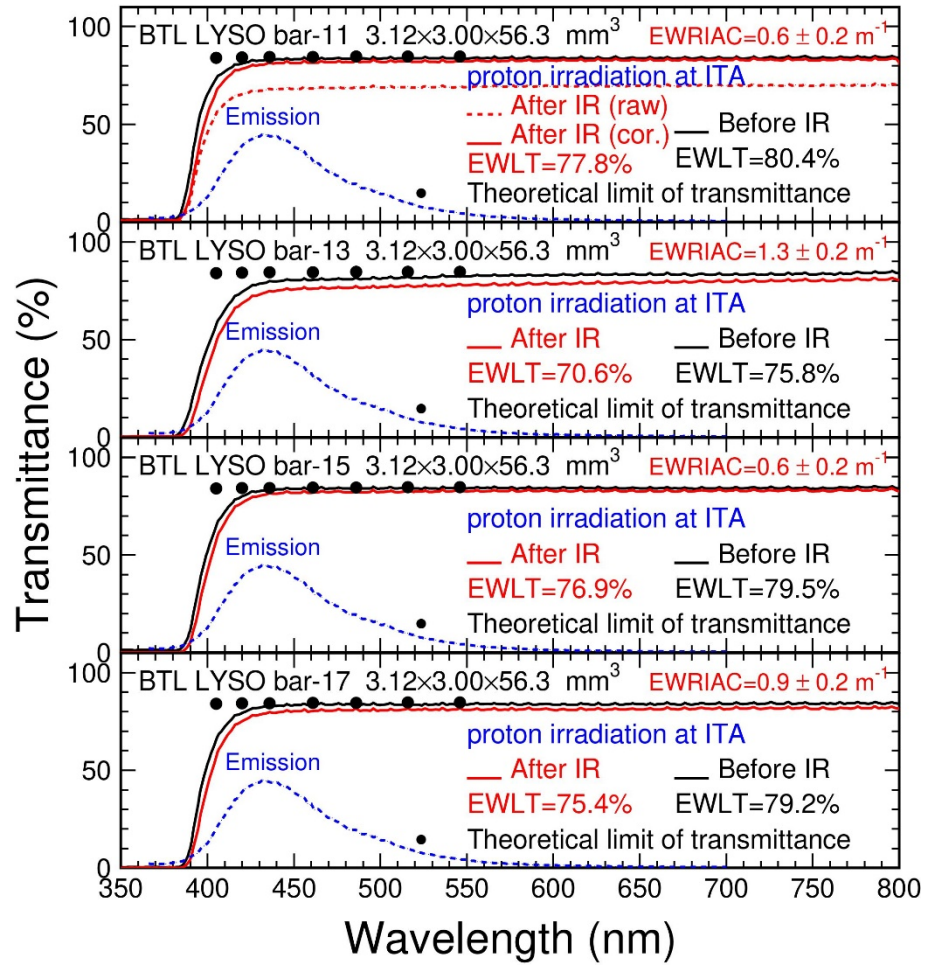 Transmittance (%)
BTL LYSO bar-11 3.12×3.00×56.3 mm³ EWRIAC=0.6 ± 0.2 m⁻¹
proton irradiation at ITA
Emission
After IR (raw)
After IR (cor.)
Before IR
EWLT=77.8% EWLT=80.4%
Theoretical limit of transmittance
100
50
0
BTL LYSO bar-13 3.12×3.00×56.3 mm³ EWRIAC=1.3 ± 0.2 m⁻¹
proton irradiation at ITA
Emission
After IR Before IR
EWLT=70.6% EWLT=75.8%
Theoretical limit of transmittance
100
50
0
BTL LYSO bar-15 3.12×3.00×56.3 mm³ EWRIAC=0.6 ± 0.2 m⁻¹
proton irradiation at ITA
Emission
After IR Before IR
EWLT=76.9% EWLT=79.5%
Theoretical limit of transmittance
100
50
0
BTL LYSO bar-17 3.12×3.00×56.3 mm³ EWRIAC=0.9 ± 0.2 m⁻¹
proton irradiation at ITA
Emission
After IR Before IR
EWLT=75.4% EWLT=79.2%
Theoretical limit of transmittance
100
50
0
350 400 450 500 550 600 650 700 750 800
Wavelength (nm)